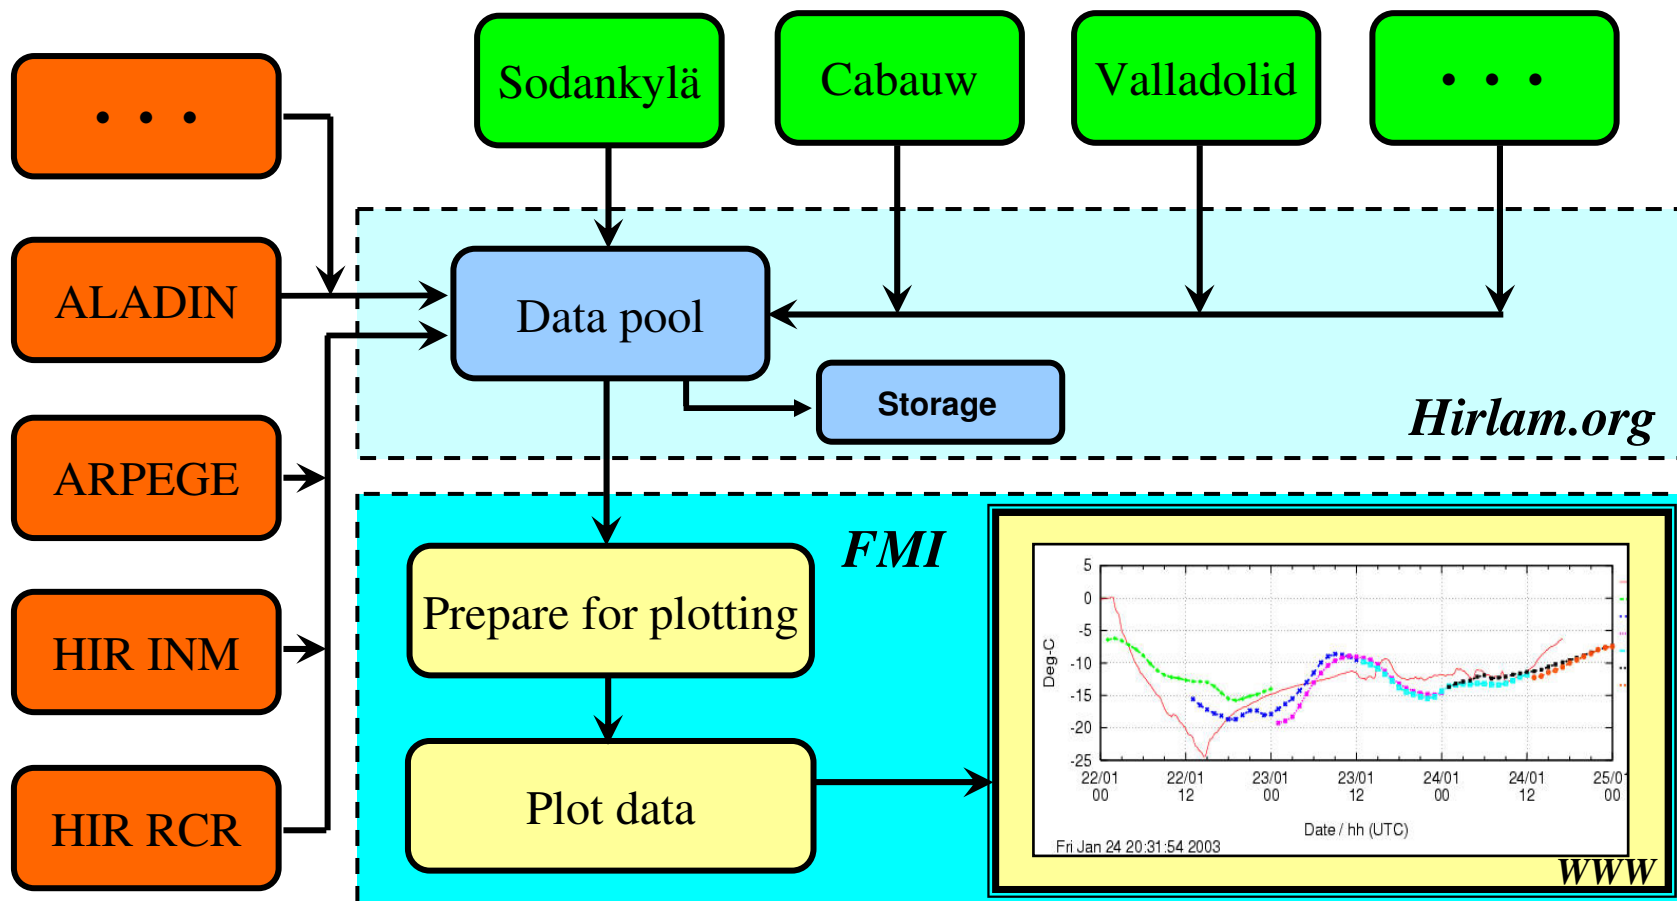 Sodankylä
Cabauw
Valladolid
• • •
• • •
ALADIN
ARPEGE
HIR INM
HIR RCR
Data pool
Storage
Hirlam.org
FMI
Prepare for plotting
Plot data
5
0
-5
-10
-15
-20
-25
Deg-C
22/01 22/01 23/01 23/01 24/01 24/01 25/01
00 12 00 12 00 12 00
Date / hh (UTC)
Fri Jan 24 20:31:54 2003
WWW